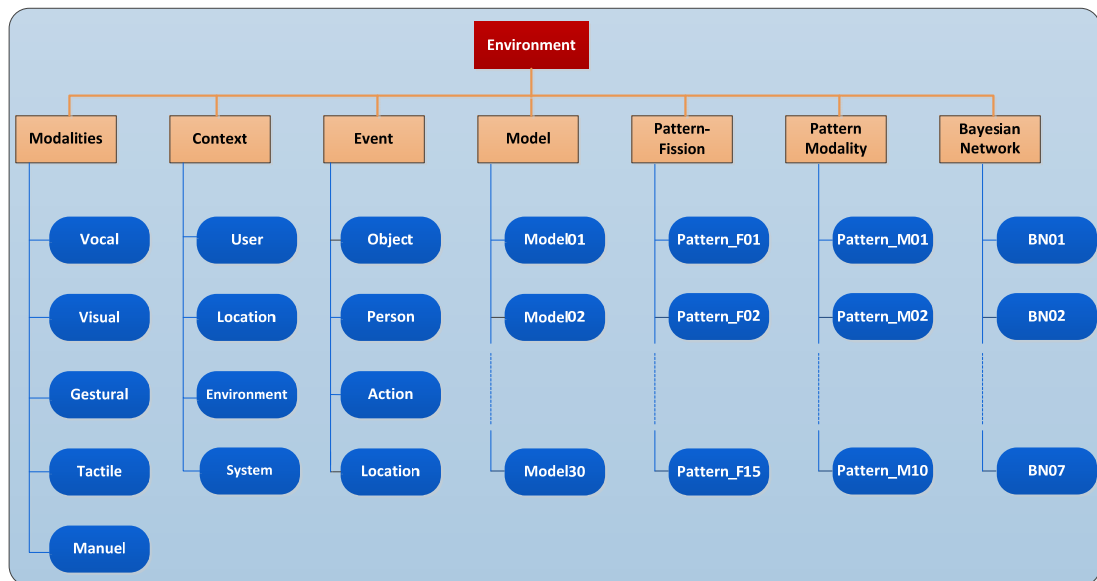 Environment
Modalities
Context
Event
Model
Pattern-
Fission
Pattern
Modality
Bayesian
Network
Vocal
User
Object
Model01
Pattern_F01
Pattern_M01
BN01
Visual
Location
Person
Model02
Pattern_F02
Pattern_M02
BN02
Gestural
Environment
Action
Tactile
System
Location
Model30
Pattern_F15
Pattern_M10
BN07
Manuel